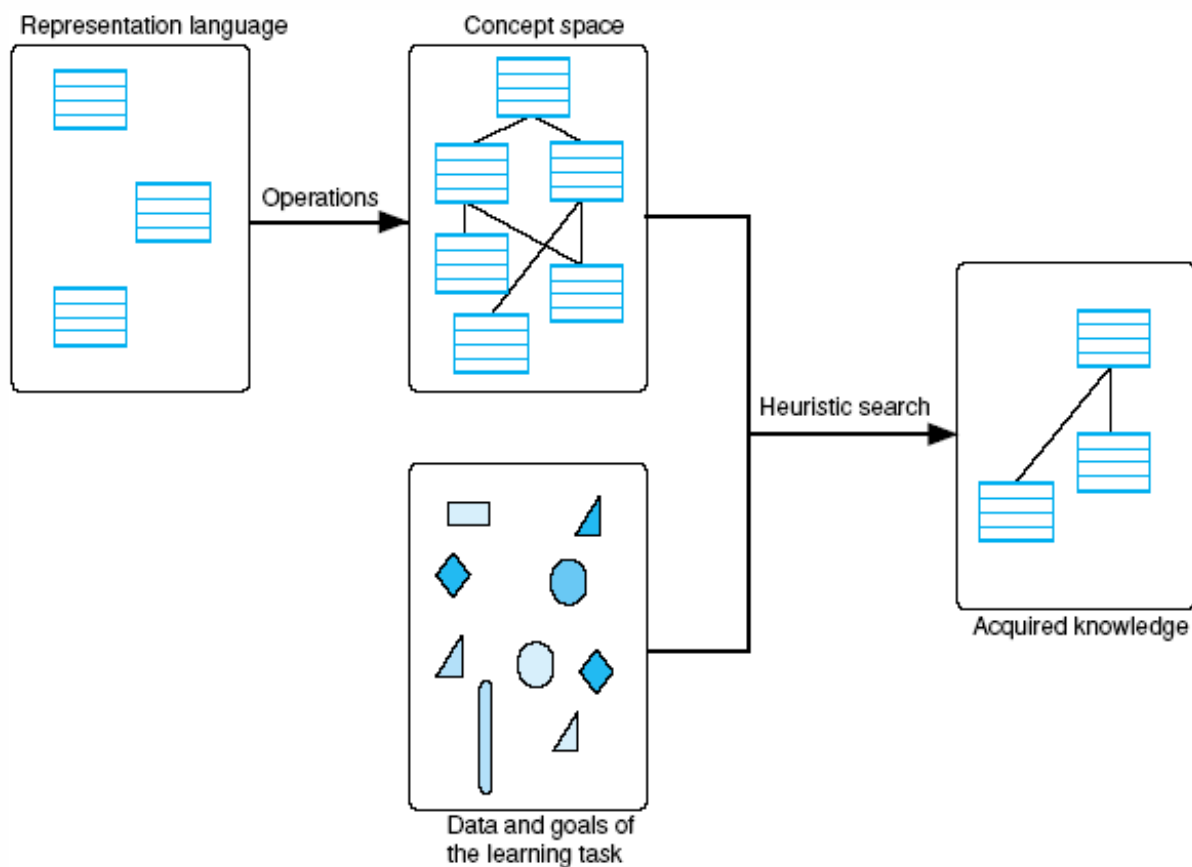 Representation language
Concept space
Operations
Heuristic search
Acquired knowledge
Data and goals of
the learning task